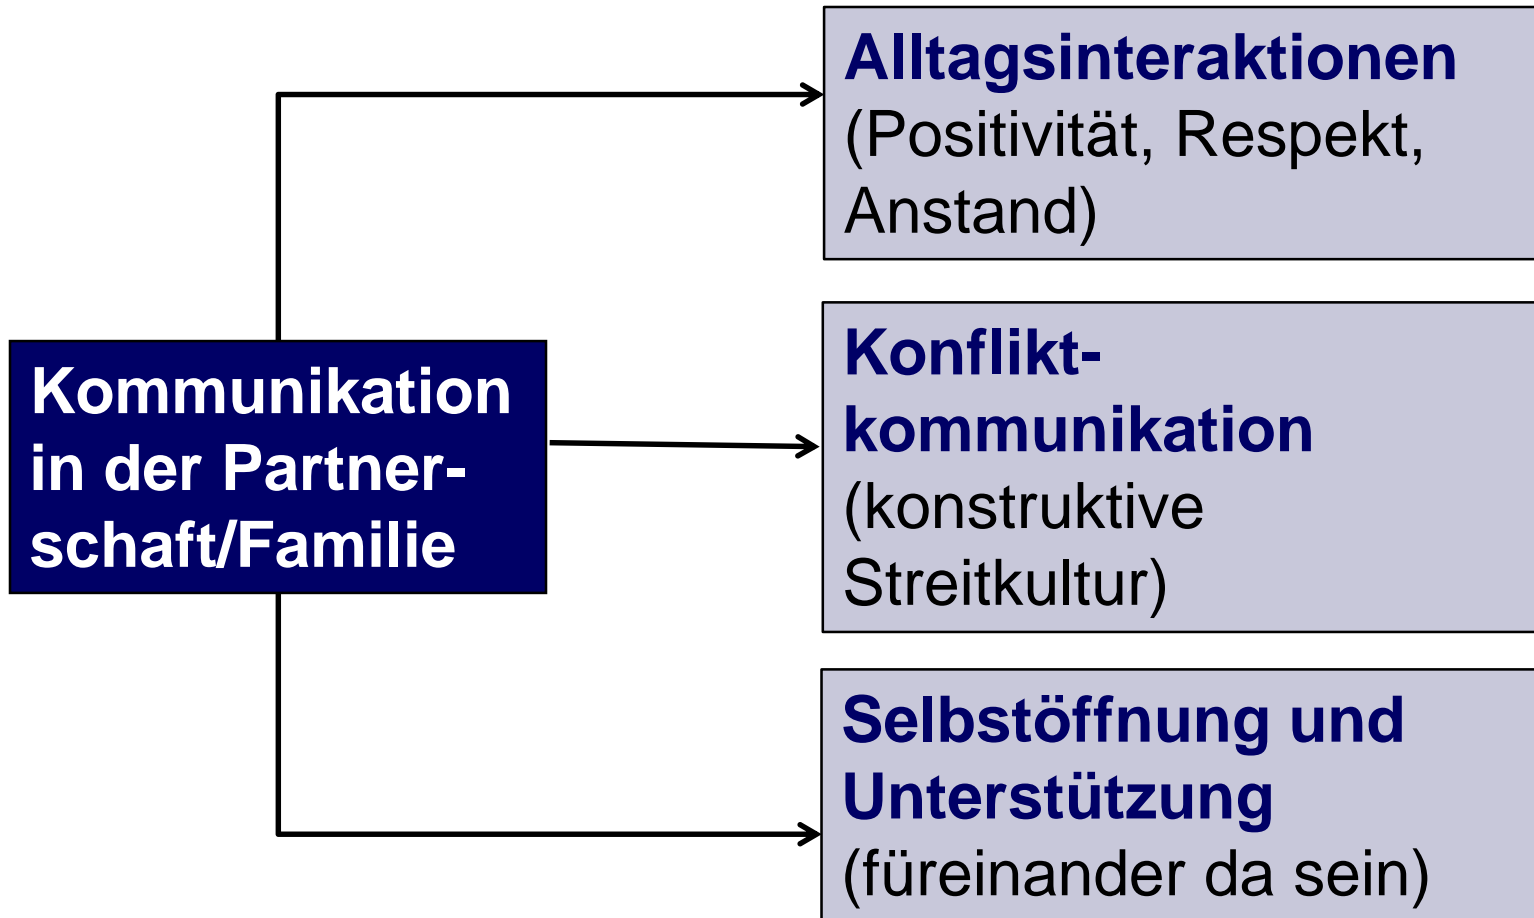 Kommunikation
in der Partner-
schaft/Familie
Alltagsinteraktionen
(Positivität, Respekt,
Anstand)
Konflikt-
kommunikation
(konstruktive
Streitkultur)
Selbstöffnung und
Unterstützung
(füreinander da sein)